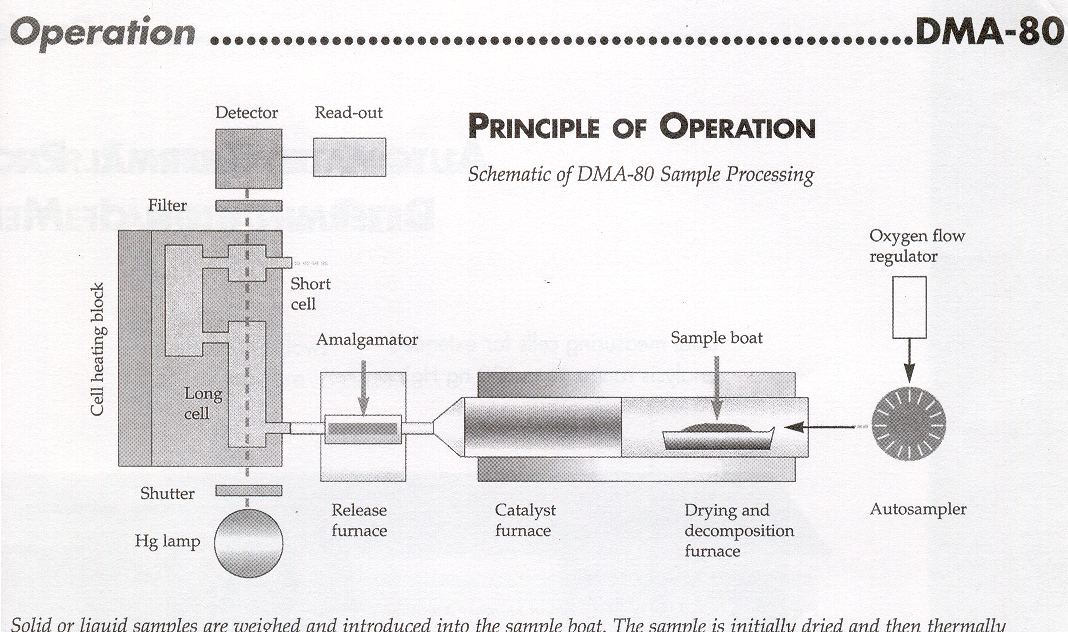 Operation ........................................................DMA-80
PRINCIPLE OF OPERATION
Schematic of DMA-80 Sample Processing
Detector
Read-out
Filter
Oxygen flow
regulator
Short
cell
Cell heating block
Amalgamator
Sample boat
Long
cell
Shutter
Release
furnace
Catalyst
furnace
Drying and
decomposition
furnace
Autosampler
Hg lamp
Solid or liquid samples are weighed and introduced into the sample boat. The sample is initially dried and then thermally